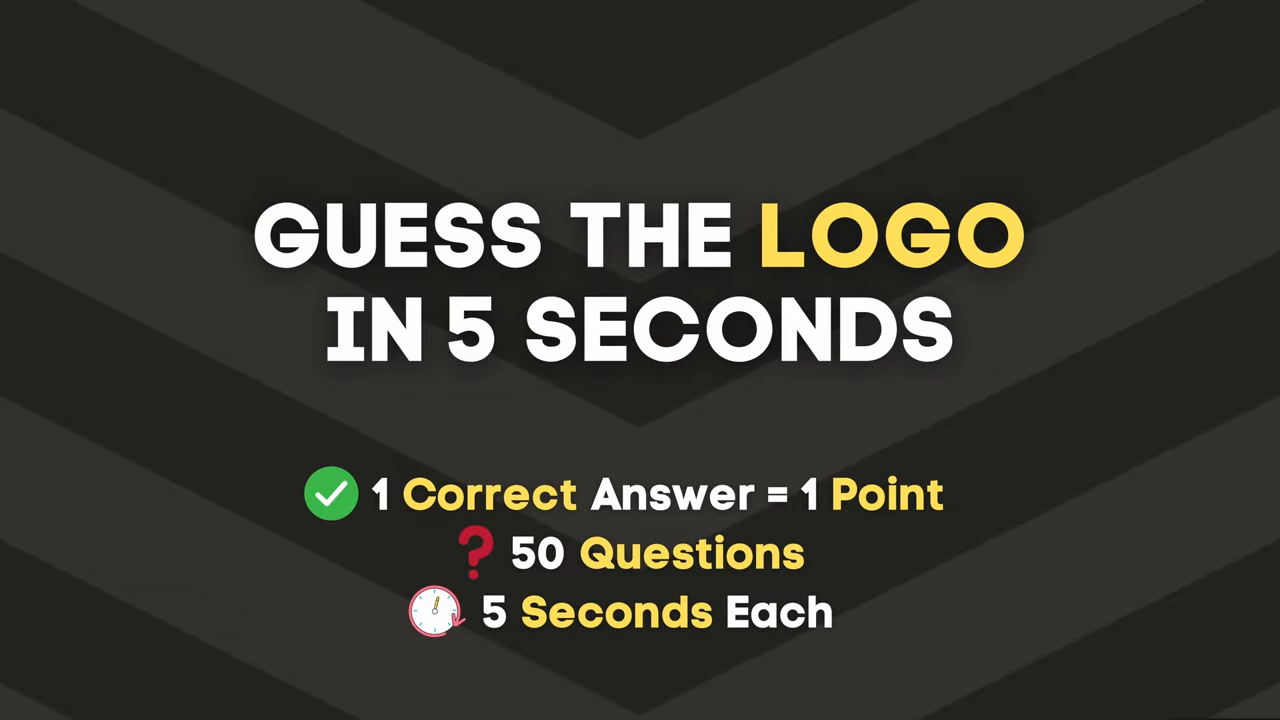 GUESS THE LOGO
IN 5 SECONDS
1 Correct Answer = 1 Point
50 Questions
5 Seconds Each